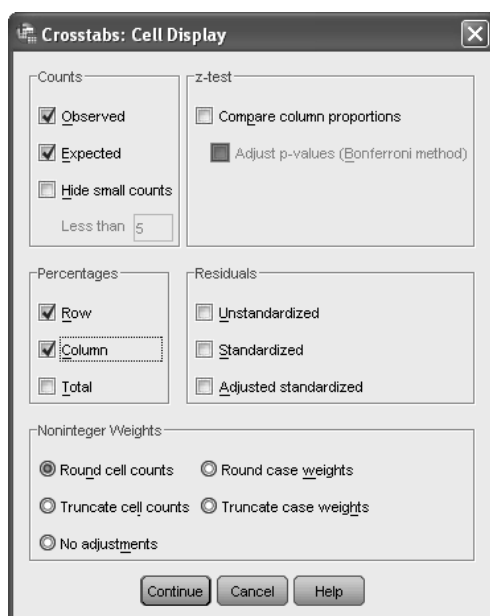 Crosstabs: Cell Display
Counts
Observed
Expected
Hide small counts
Less than 5
z-test
Compare column proportions
Adjust p-values (Bonferroni method)
Percentages
Row
Column
Total
Residuals
Unstandardized
Standardized
Adjusted standardized
Noninteger Weights
Round cell counts
Round case weights
Truncate cell counts
Truncate case weights
No adjustments
Continue
Cancel
Help